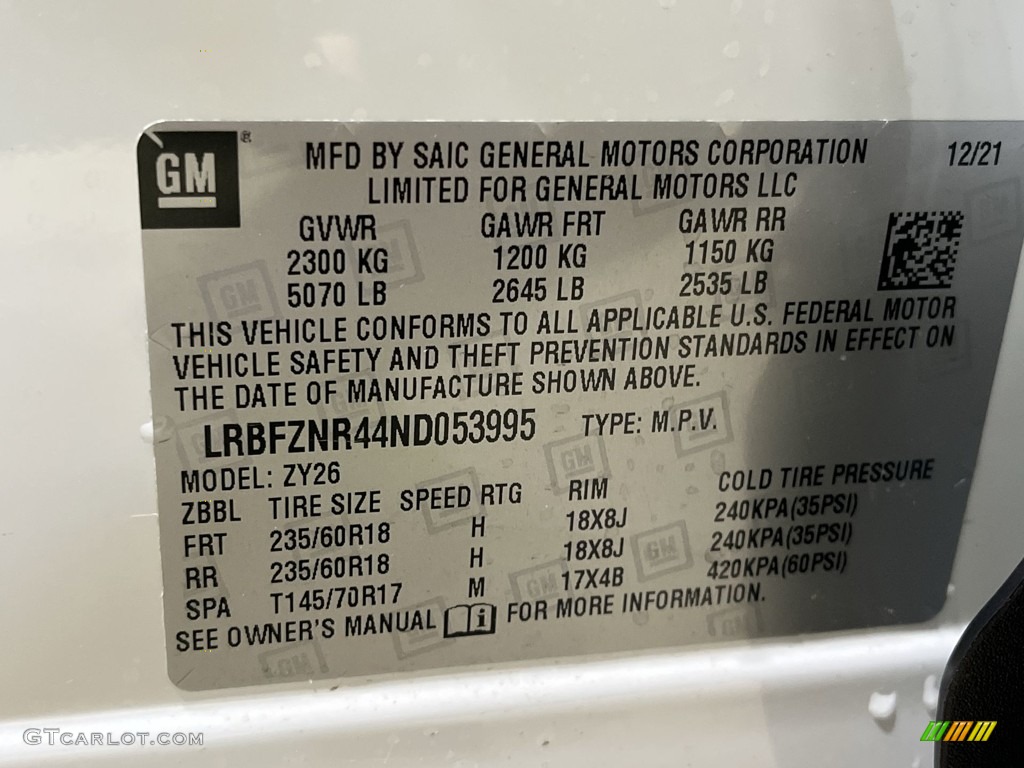 GM ®
MFD BY SAIC GENERAL MOTORS CORPORATION 12/21
LIMITED FOR GENERAL MOTORS LLC
GVWR GAWR FRT GAWR RR
2300 KG 1200 KG 1150 KG
5070 LB 2645 LB 2535 LB
THIS VEHICLE CONFORMS TO ALL APPLICABLE U.S. FEDERAL MOTOR
VEHICLE SAFETY AND THEFT PREVENTION STANDARDS IN EFFECT ON
THE DATE OF MANUFACTURE SHOWN ABOVE.
LRBFZNR44ND053995 TYPE: M.P.V.
MODEL: ZY26
ZBBL TIRE SIZE SPEED RTG RIM COLD TIRE PRESSURE
FRT 235/60R18 H 18X8J 240KPA(35PSI)
RR 235/60R18 H 18X8J 240KPA(35PSI)
SPA T145/70R17 M 17X4B 420KPA(60PSI)
SEE OWNER'S MANUAL i FOR MORE INFORMATION.
GTCARLOT.COM